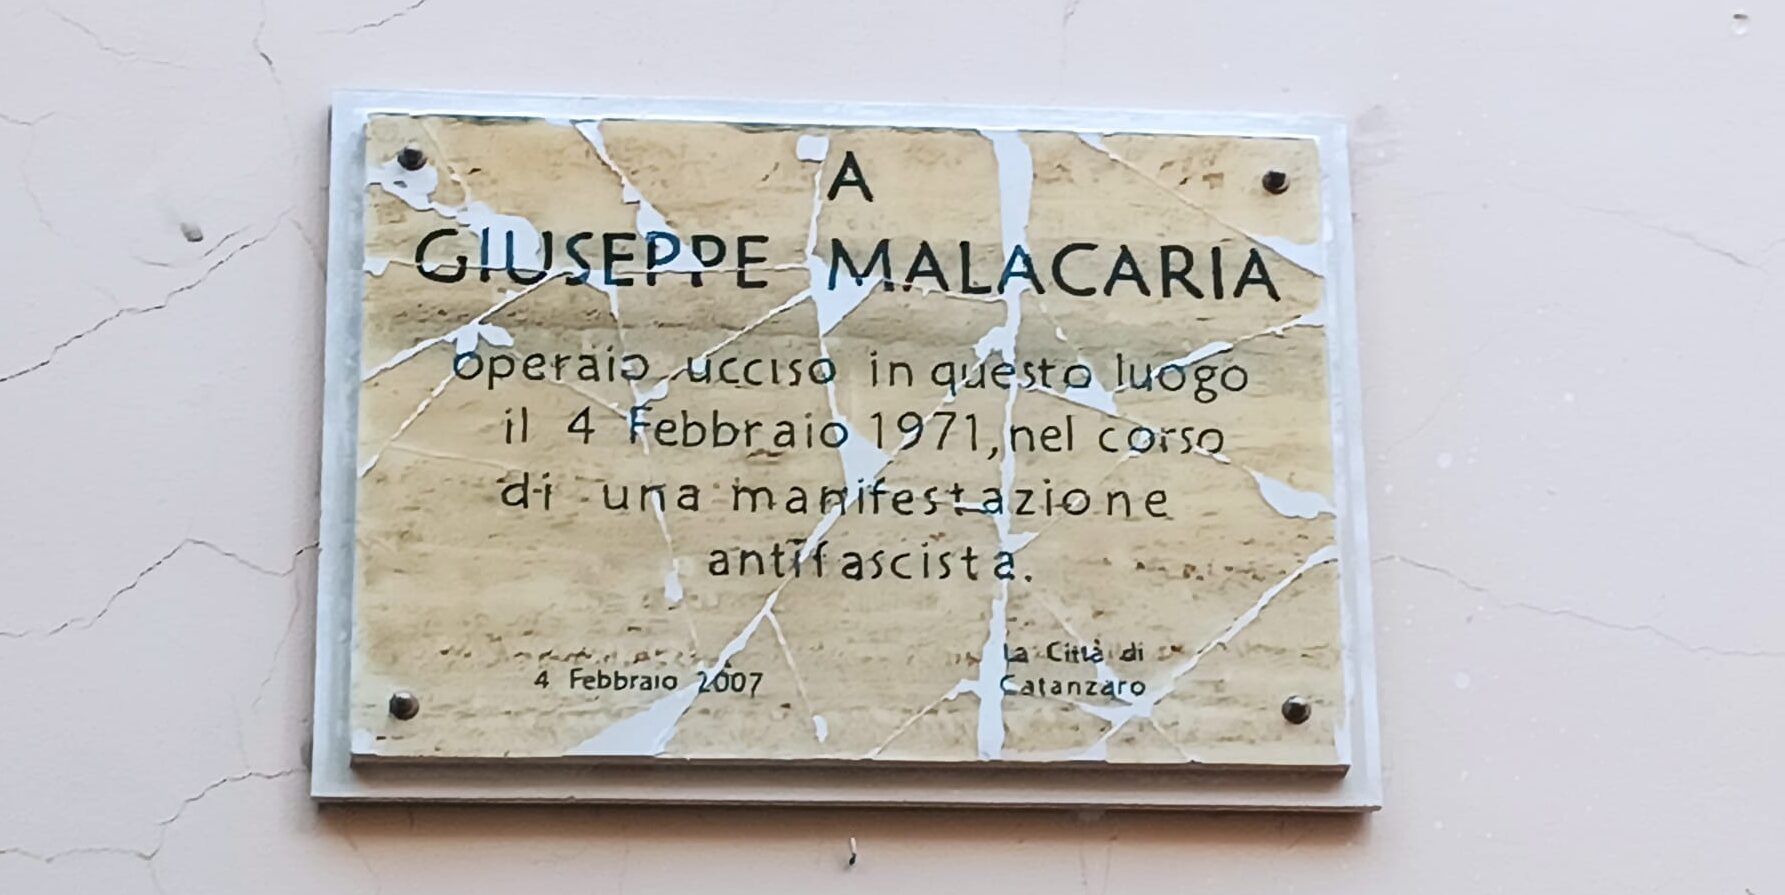 A
GIUSEPPE MALACARIA
operaio ucciso in questo luogo
il 4 Febbraio 1971, nel corso
di una manifestazione
antifascista.
4 Febbraio 2007
La Città di
Catanzaro